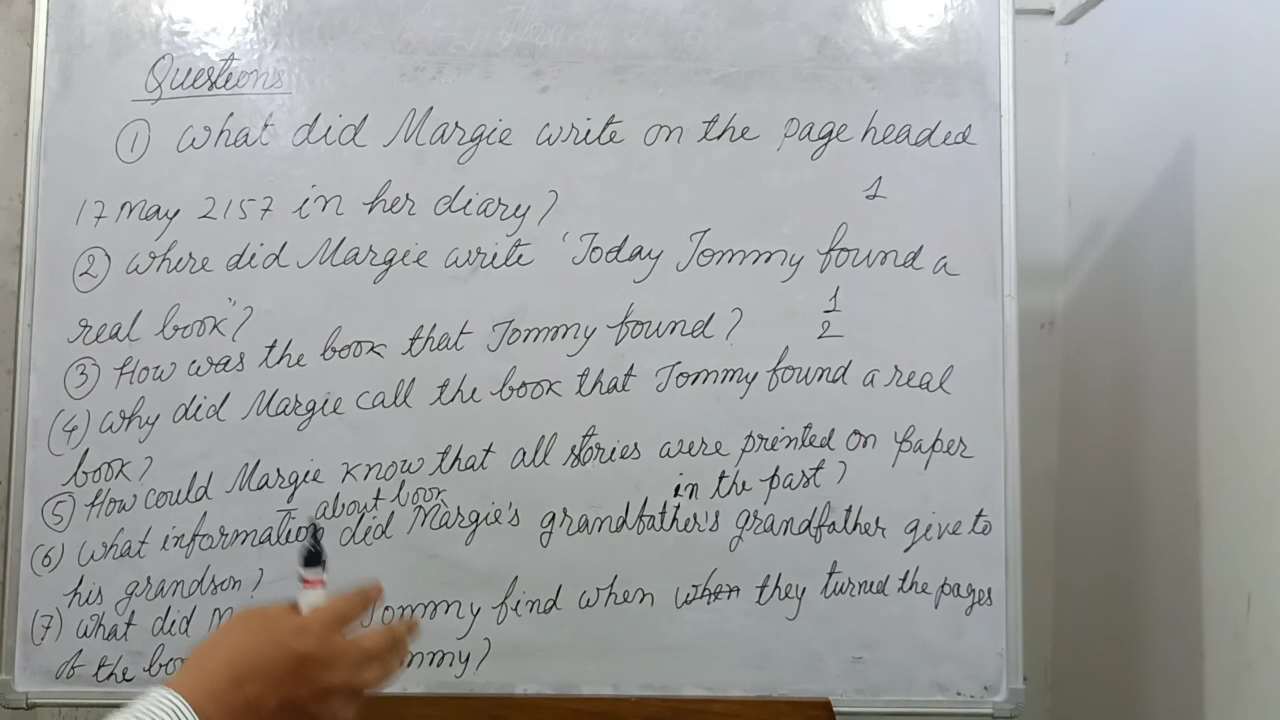 Questions
① What did Margie write on the page headed
17 May 2157 in her diary?
1
② Where did Margie write 'Today Tommy found a
real book"?
1
2
③ How was the book that Tommy found?
(4) Why did Margie call the book that Tommy found a real
book?
⑤ How could Margie know that all stories were printed on paper
in the past?
about book
(6) What information did Margie's grandfather's grandfather give to
his grandson?
(7) What did Tommy find when when they turned the pages
of the